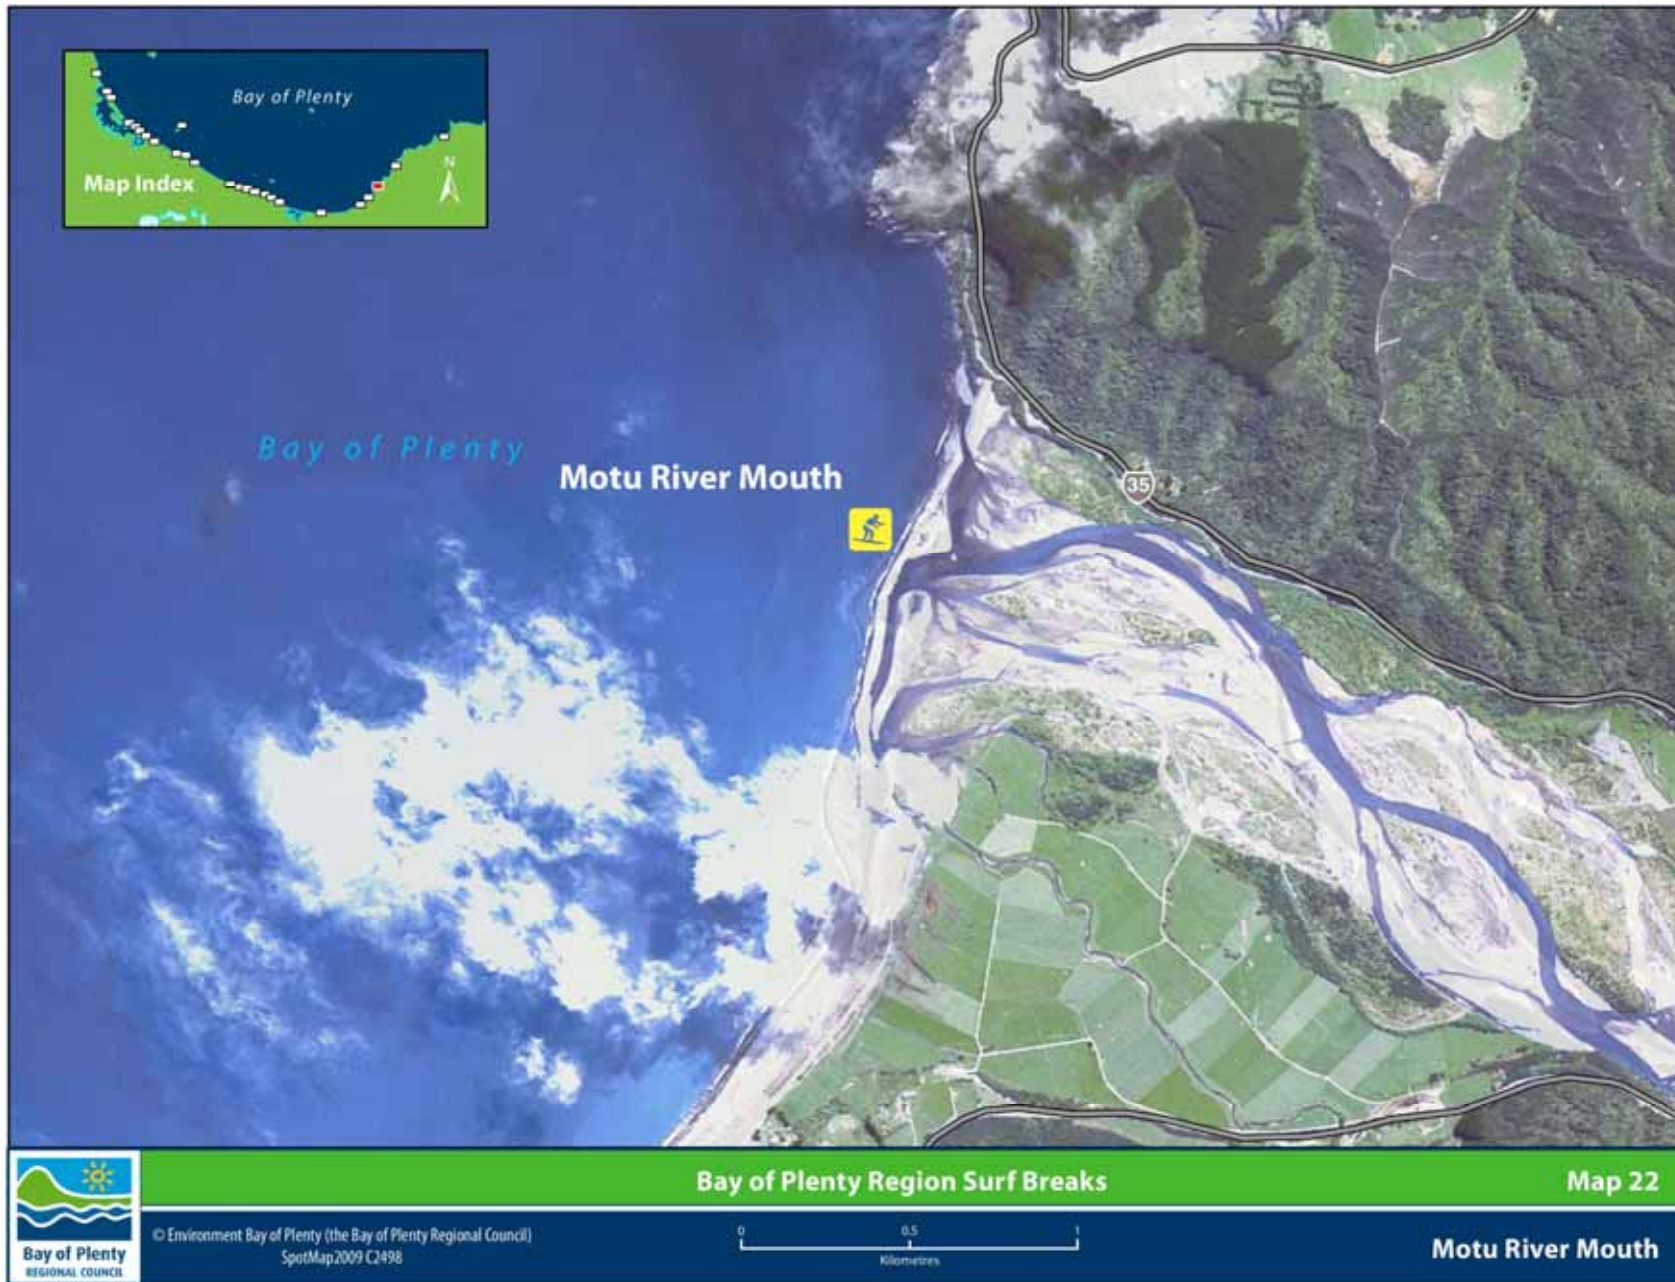 Bay of Plenty
Map Index
N
Bay of Plenty
Motu River Mouth
35
Bay of Plenty Region Surf Breaks
Map 22
Bay of Plenty
REGIONAL COUNCIL
© Environment Bay of Plenty (the Bay of Plenty Regional Council)
SpotMap2009 C2498
0 0.5 1
Kilometres
Motu River Mouth